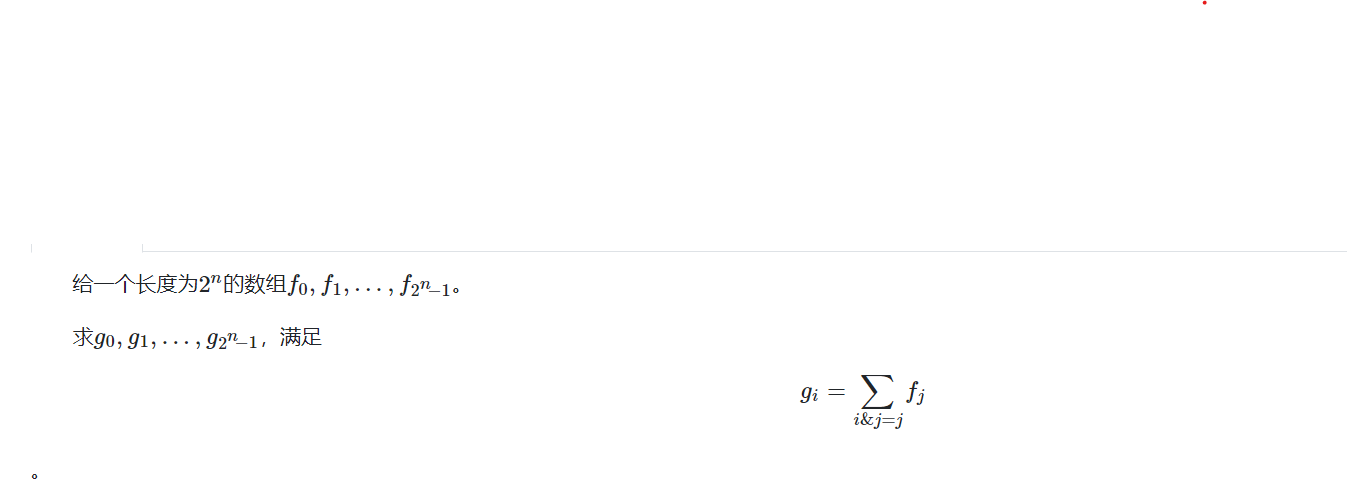 给一个长度为2^n的数组f_0, f_1, ..., f_{2^n-1}。
求g_0, g_1, ..., g_{2^n-1}，满足
g_i = \sum_{i\&j=j} f_j
。